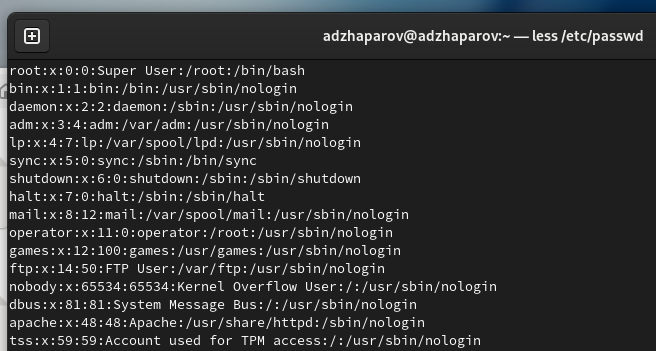 adzhaparov@adzhaparov:~ — less /etc/passwd
root:x:0:0:Super User:/root:/bin/bash
bin:x:1:1:bin:/bin:/usr/sbin/nologin
daemon:x:2:2:daemon:/sbin:/usr/sbin/nologin
adm:x:3:4:adm:/var/adm:/usr/sbin/nologin
lp:x:4:7:lp:/var/spool/lpd:/usr/sbin/nologin
sync:x:5:0:sync:/sbin:/bin/sync
shutdown:x:6:0:shutdown:/sbin:/sbin/shutdown
halt:x:7:0:halt:/sbin:/sbin/halt
mail:x:8:12:mail:/var/spool/mail:/usr/sbin/nologin
operator:x:11:0:operator:/root:/usr/sbin/nologin
games:x:12:100:games:/usr/games:/usr/sbin/nologin
ftp:x:14:50:FTP User:/var/ftp:/usr/sbin/nologin
nobody:x:65534:65534:Kernel Overflow User:/:/usr/sbin/nologin
dbus:x:81:81:System Message Bus:/:/usr/sbin/nologin
apache:x:48:48:Apache:/usr/share/httpd:/sbin/nologin
tss:x:59:59:Account used for TPM access:/:/usr/sbin/nologin